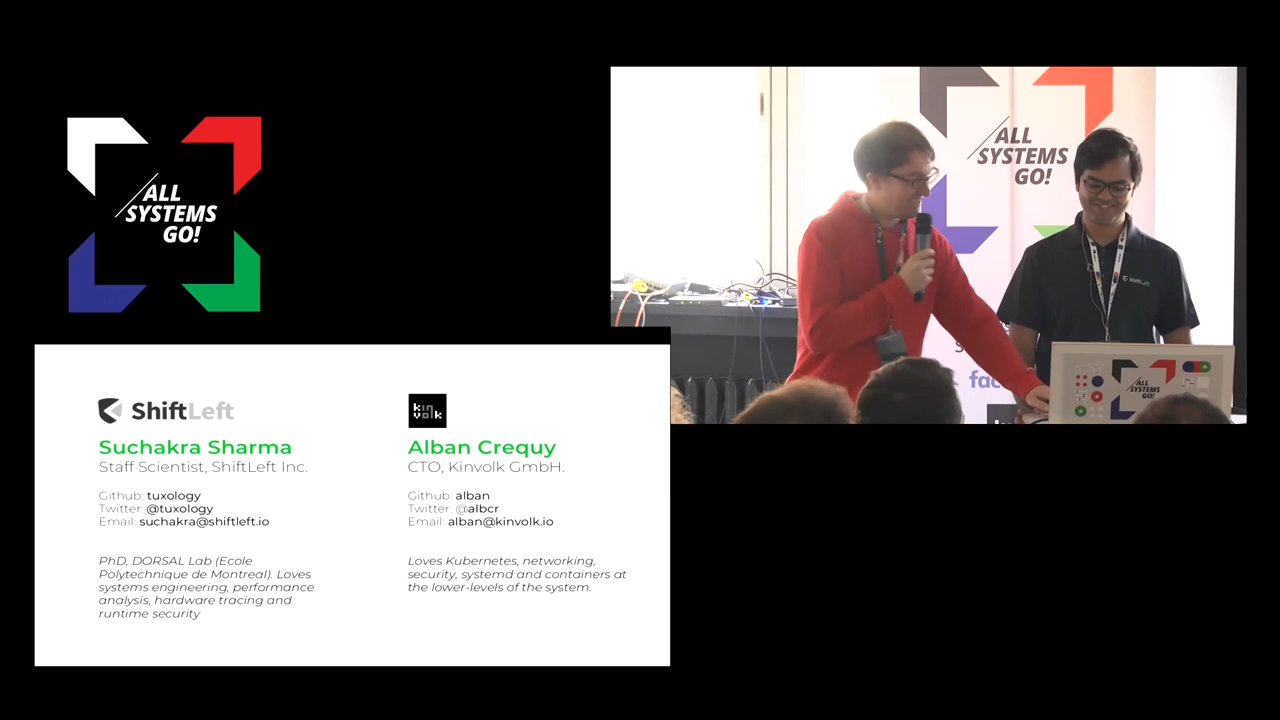 ALL
SYSTEMS
GO!
ALL
SYSTEMS
GO!
ShiftLeft
fac
ALL
SYSTEMS
GO!
ShiftLeft
Suchakra Sharma
Staff Scientist, ShiftLeft Inc.
Github: tuxology
Twitter: @tuxology
Email: suchakra@shiftleft.io
PhD, DORSAL Lab (Ecole
Polytechnique de Montreal). Loves
systems engineering, performance
analysis, hardware tracing and
runtime security
kin
volk
Alban Crequy
CTO, Kinvolk GmbH.
Github: alban
Twitter: @albcr
Email: alban@kinvolk.io
Loves Kubernetes, networking,
security, systemd and containers at
the lower-levels of the system.